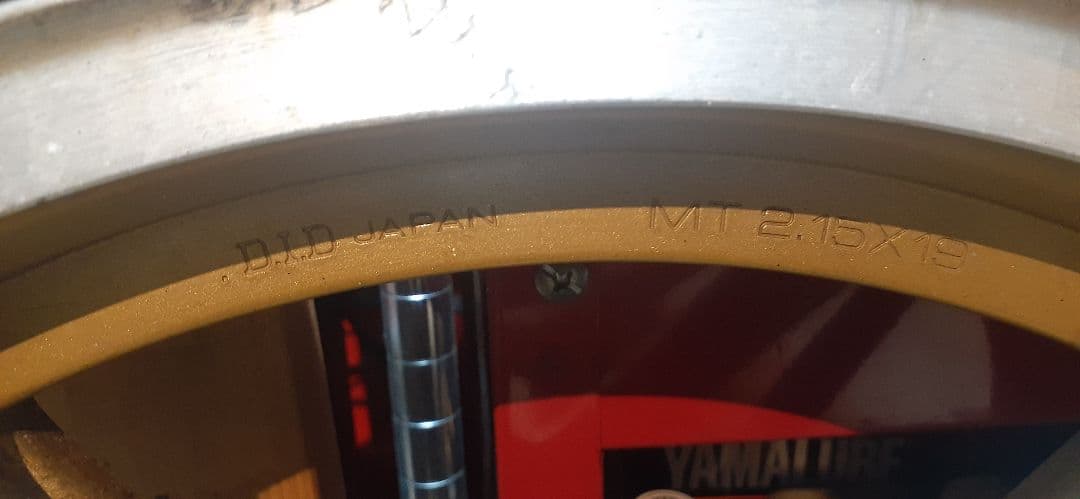 D.I.D JAPAN MT 2.15X19
YAMALUBE